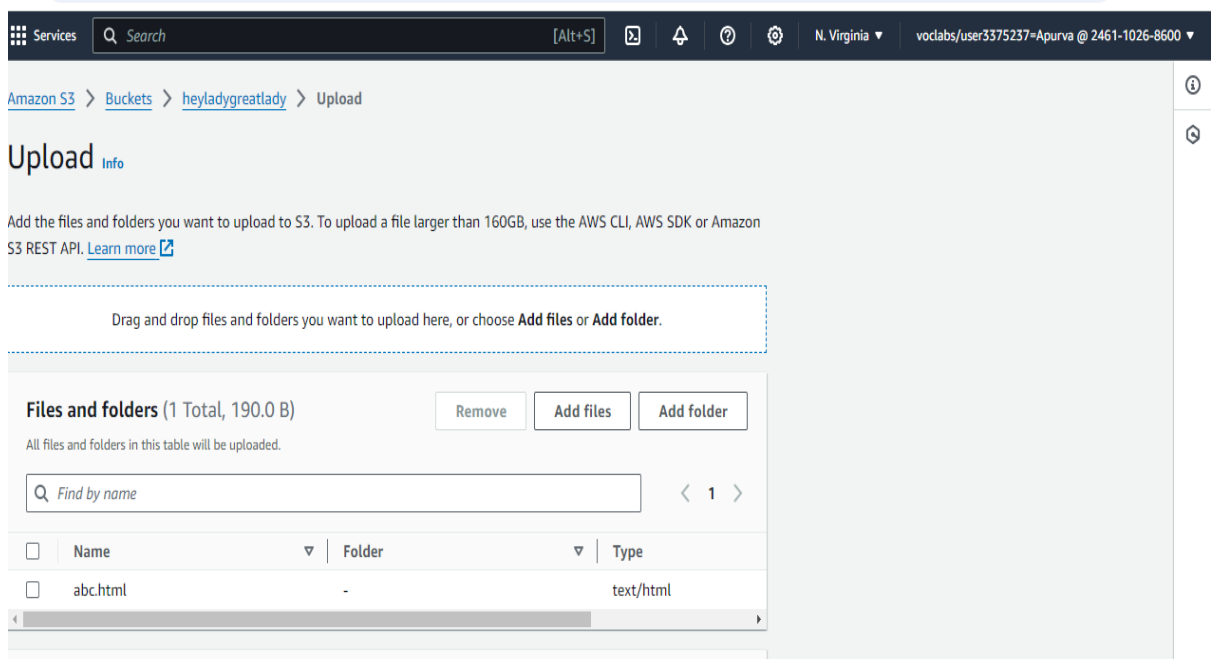 Services Search [Alt+S] N. Virginia ▼ voclabs/user3375237=Apurva @ 2461-1026-8600 ▼
Amazon S3 > Buckets > heyladygreatlady > Upload
Upload Info
Add the files and folders you want to upload to S3. To upload a file larger than 160GB, use the AWS CLI, AWS SDK or Amazon
S3 REST API. Learn more
Drag and drop files and folders you want to upload here, or choose Add files or Add folder.
Files and folders (1 Total, 190.0 B) Remove Add files Add folder
All files and folders in this table will be uploaded.
Find by name < 1 >
Name Folder Type
abc.html - text/html